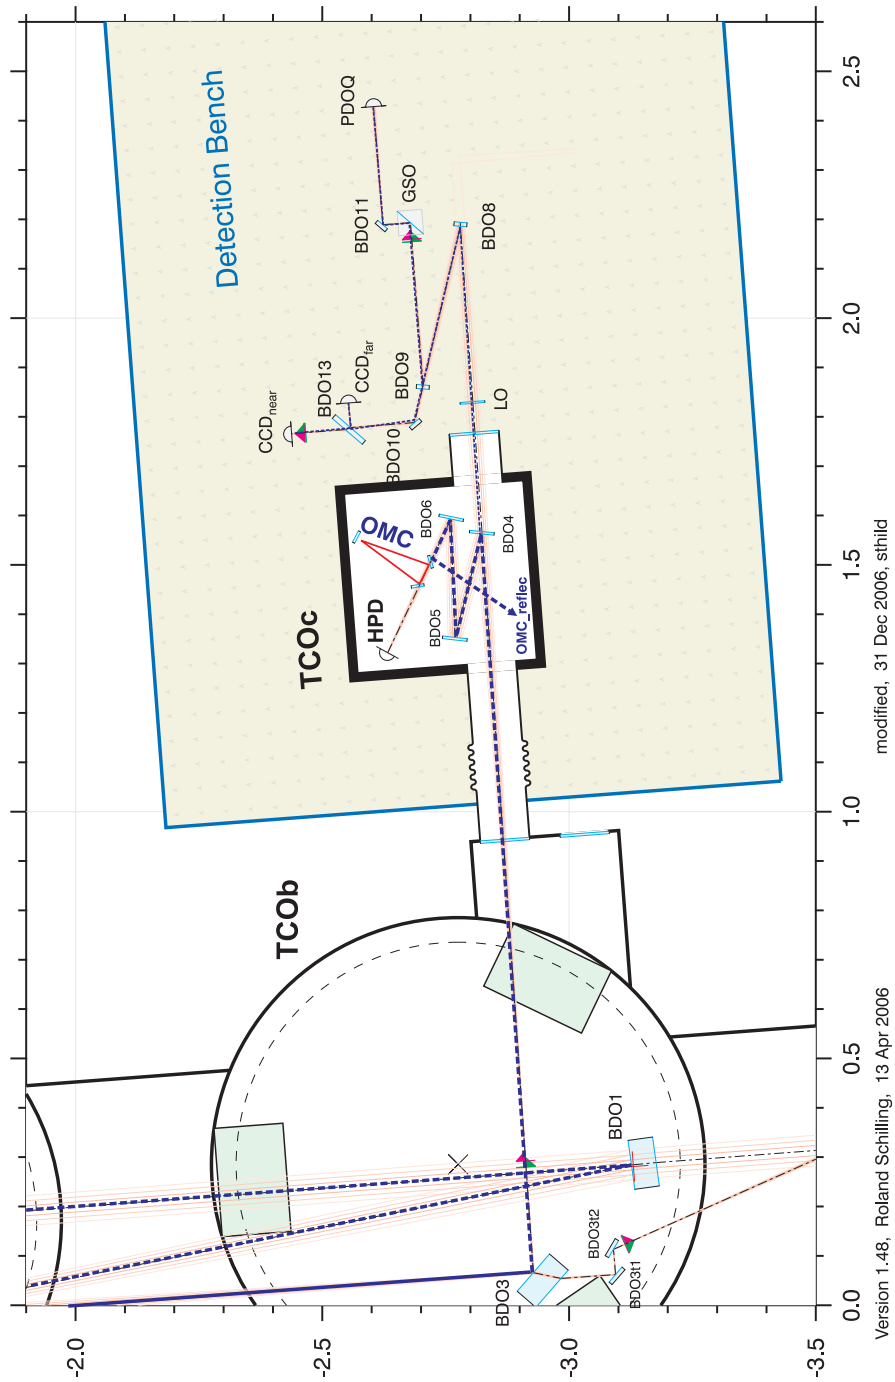 Detection Bench
PDOQ
BDO11
GSO
BDO8
CCDnear
BDO13
CCDfar
BDO9
BDO10
LO
TCOc
OMC
BDO6
BDO4
HPD
BDO5
OMC_reflec
TCOb
BDO1
BDO3t2
BDO3t1
BDO3
0.0
0.5
1.0
1.5
2.0
2.5
-2.0
-2.5
-3.0
-3.5
Version 1.48, Roland Schilling, 13 Apr 2006
modified, 31 Dec 2006, sthild